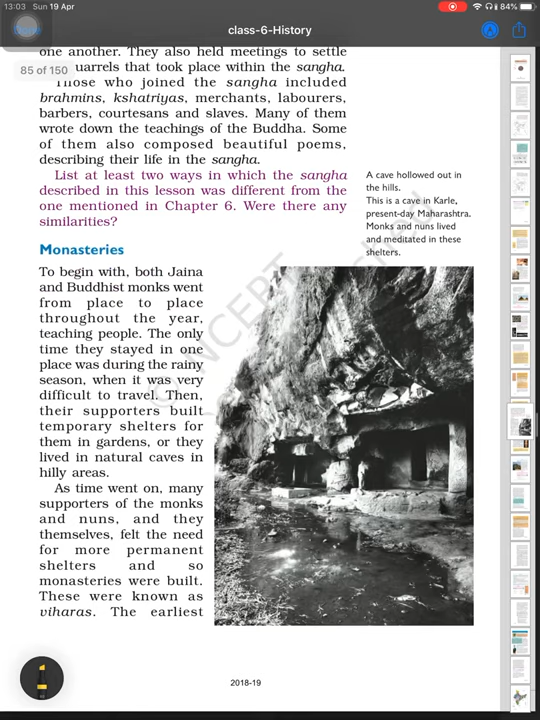 13:03 Sun 19 Apr
84%
class-6-History
85 of 150
one another. They also held meetings to settle
uarrels that took place within the sangha.
Those who joined the sangha included
brahmins, kshatriyas, merchants, labourers,
barbers, courtesans and slaves. Many of them
wrote down the teachings of the Buddha. Some
of them also composed beautiful poems,
describing their life in the sangha.
List at least two ways in which the sangha
described in this lesson was different from the
one mentioned in Chapter 6. Were there any
similarities?
A cave hollowed out in
the hills.
This is a cave in Karle,
present-day Maharashtra.
Monks and nuns lived
and meditated in these
shelters.
Monasteries
To begin with, both Jaina
and Buddhist monks went
from place to place
throughout the year,
teaching people. The only
time they stayed in one
place was during the rainy
season, when it was very
difficult to travel. Then,
their supporters built
temporary shelters for
them in gardens, or they
lived in natural caves in
hilly areas.
As time went on, many
supporters of the monks
and nuns, and they
themselves, felt the need
for more permanent
shelters and so
monasteries were built.
These were known as
viharas. The earliest
© NCERT
2018-19